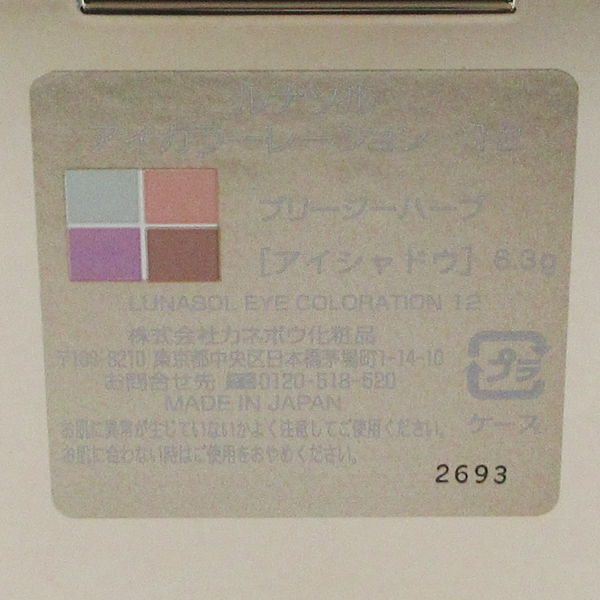 ルナソル
アイカラーレーション 12
ブリージーハーブ
[アイシャドウ] 6.3g
LUNASOL EYE COLORATION 12
株式会社カネボウ化粧品
〒103-8210 東京都中央区日本橋茅場町1-14-10
お問合せ先 0120-518-520
MADE IN JAPAN
お肌に異常が生じていないかよく注意してご使用ください。
お肌に合わない時はご使用をおやめください。
プラ
ケース
2693